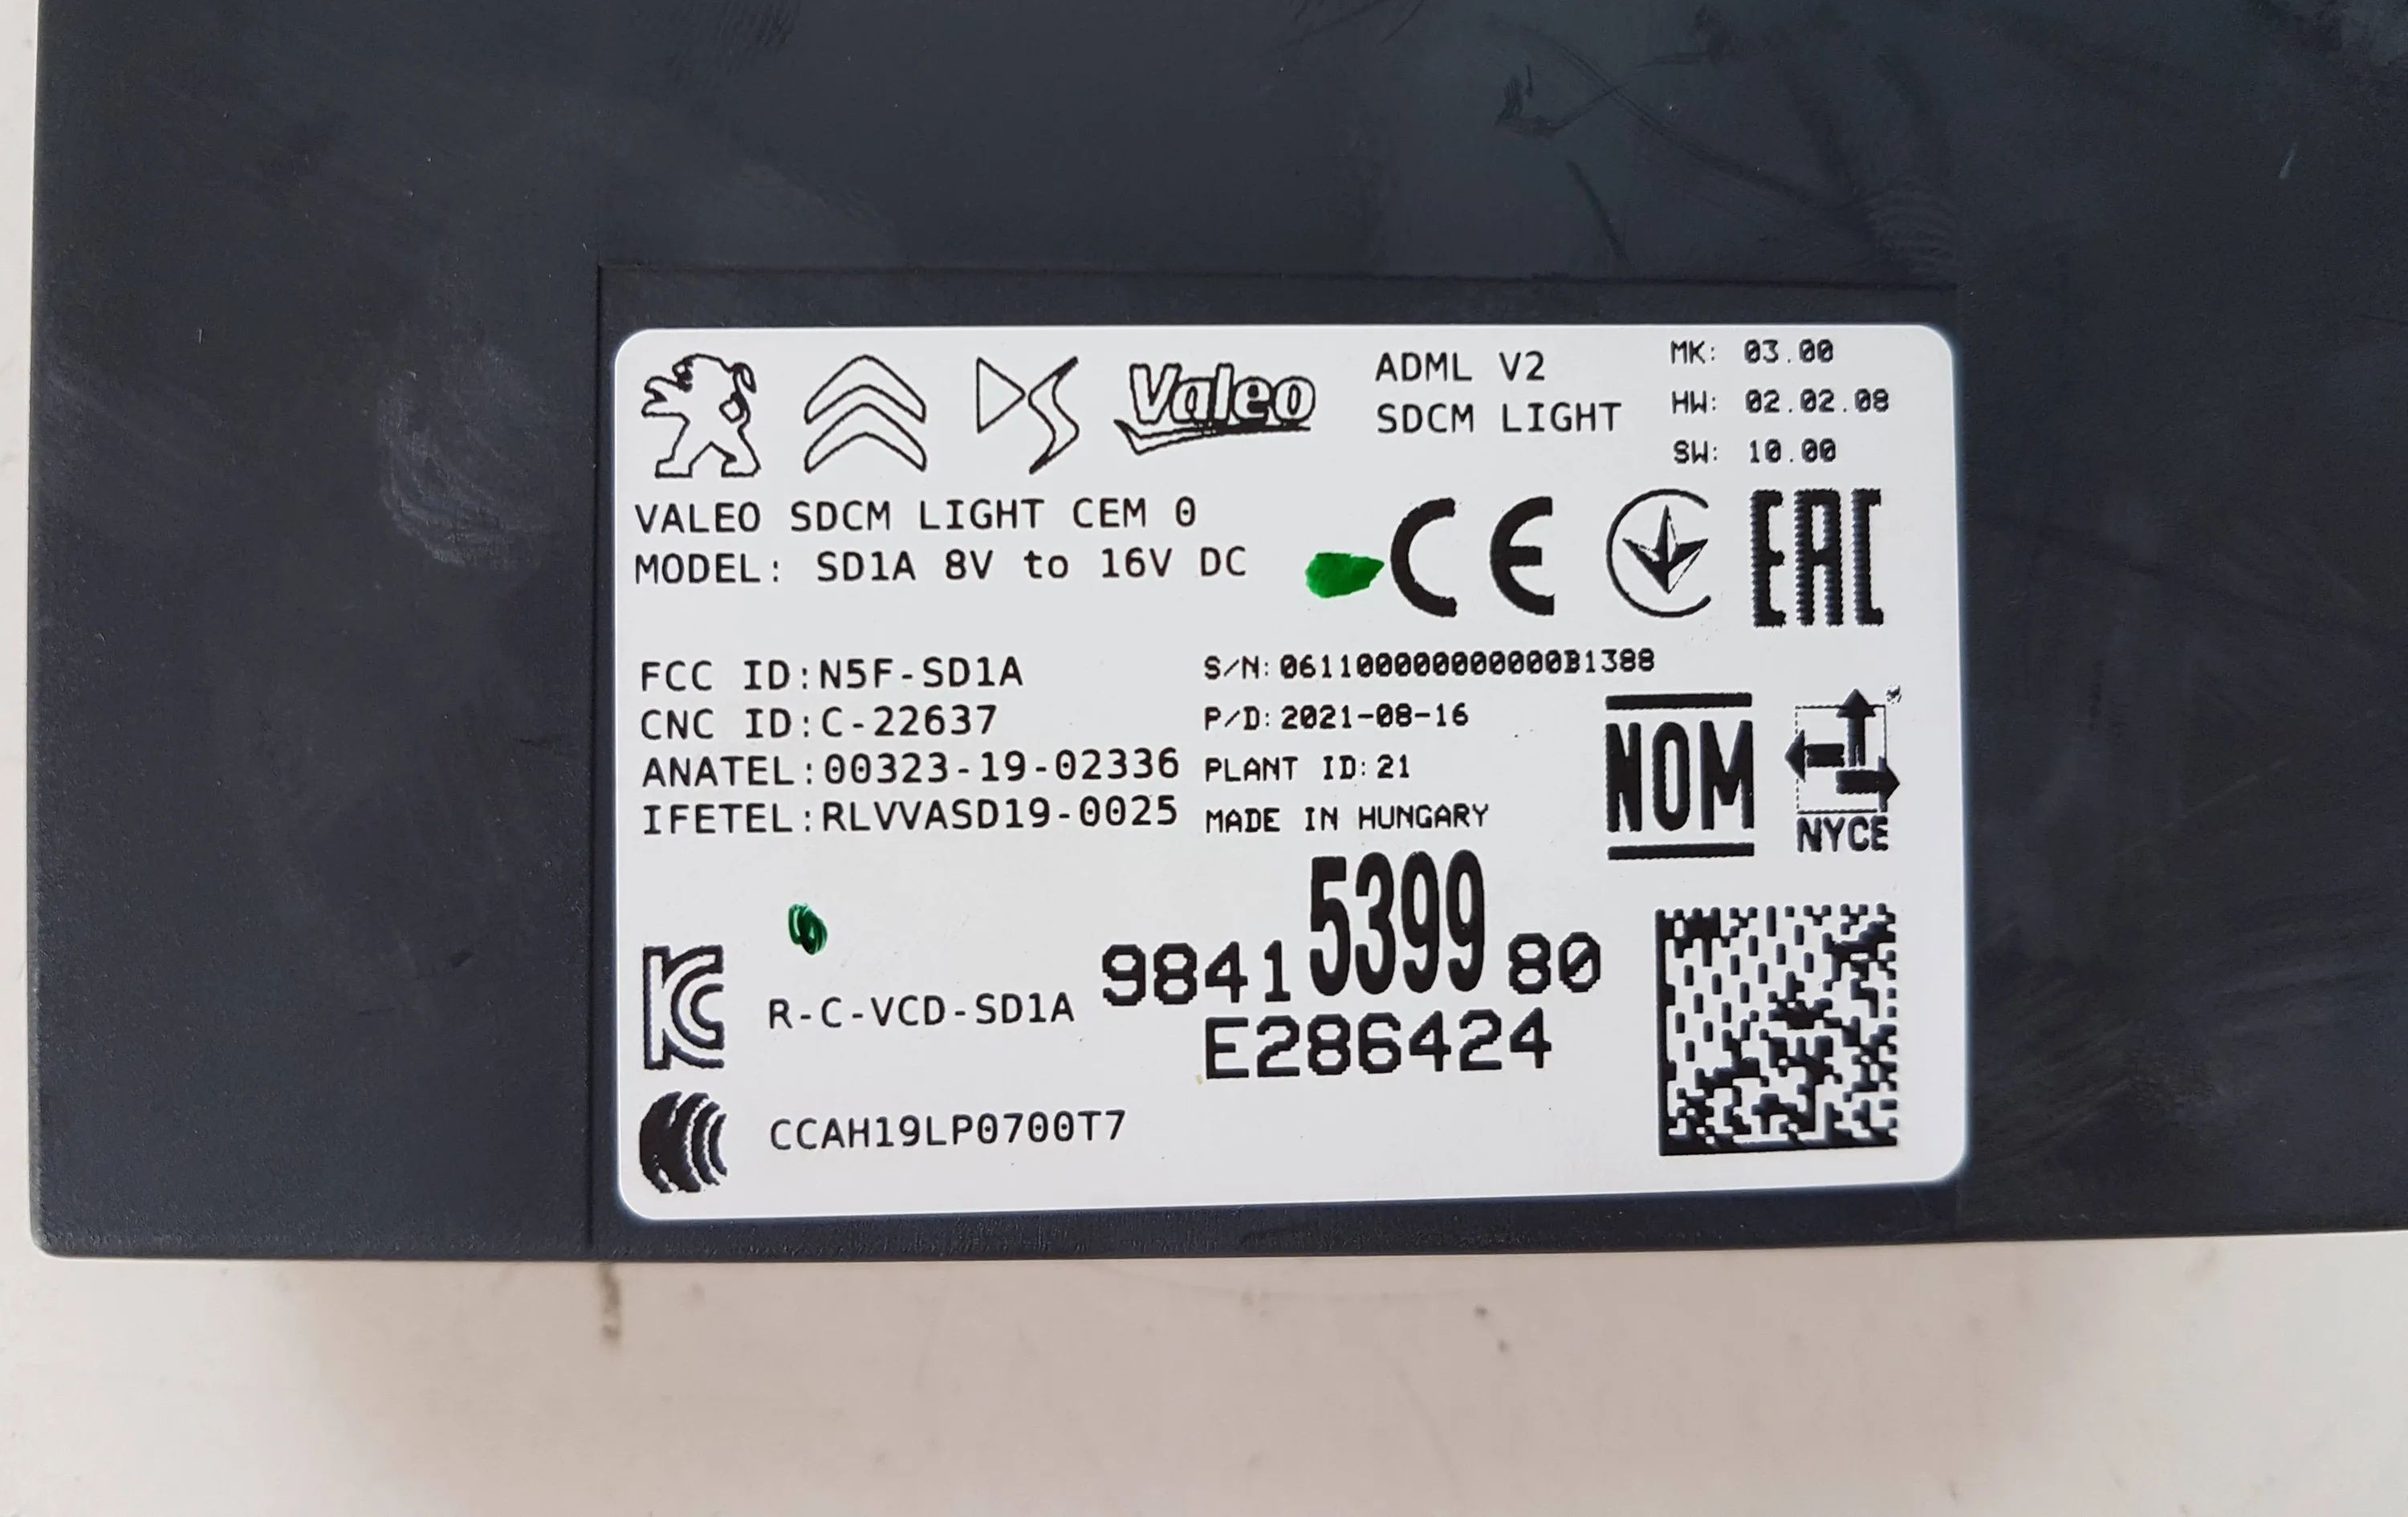 Valeo
ADML V2
SDCM LIGHT
MK: 03.00
HW: 02.02.08
SW: 10.00
VALEO SDCM LIGHT CEM 0
MODEL: SD1A 8V to 16V DC
CE
EAC
FCC ID:N5F-SD1A
CNC ID:C-22637
ANATEL:00323-19-02336
IFETEL:RLVVASD19-0025
S/N:061100000000000B1388
P/D:2021-08-16
PLANT ID:21
MADE IN HUNGARY
NOM
NYCE
R-C-VCD-SD1A
9841 5399 80
E286424
CCAH19LP0700T7